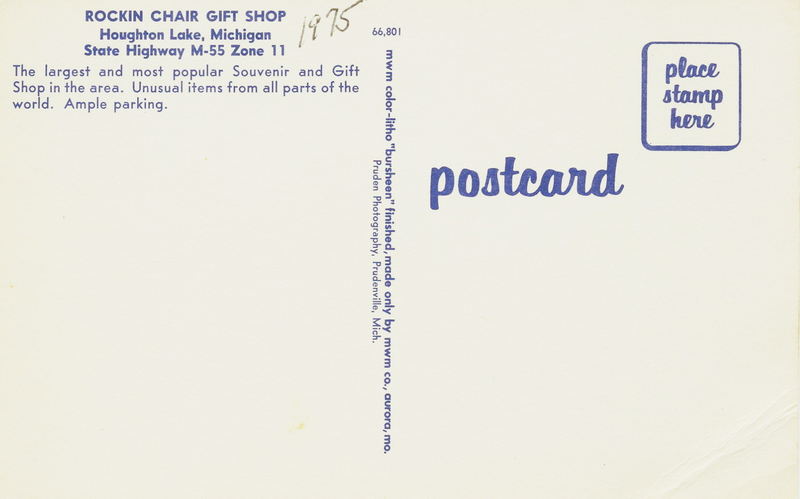 ROCKIN CHAIR GIFT SHOP
Houghton Lake, Michigan
State Highway M-55 Zone 11
The largest and most popular Souvenir and Gift
Shop in the area. Unusual items from all parts of the
world. Ample parking.
1975
66,801
mwm color-litho "bursheen" finished, made only by mwm co., aurora, mo.
Pruden Photography, Prudenville, Mich.
place
stamp
here
postcard